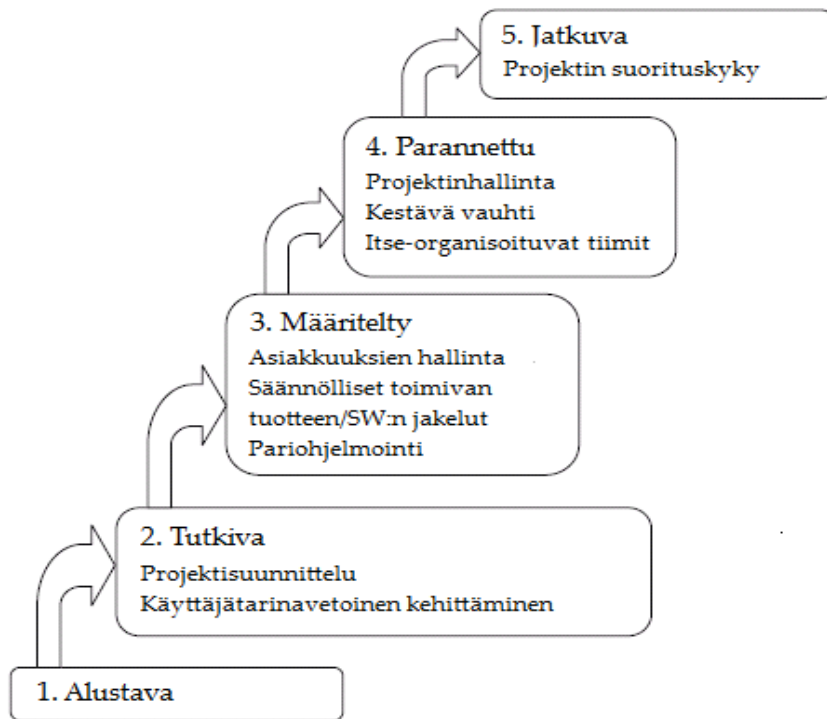 5. Jatkuva
Projektin suorituskyky
4. Parannettu
Projektinhallinta
Kestävä vauhti
Itse-organisoituvat tiimit
3. Määritelty
Asiakkuuksien hallinta
Säännölliset toimivan
tuotteen/SW:n jakelut
Pariohjelmointi
2. Tutkiva
Projektisuunnittelu
Käyttäjätarinavetoinen kehittäminen
1. Alustava